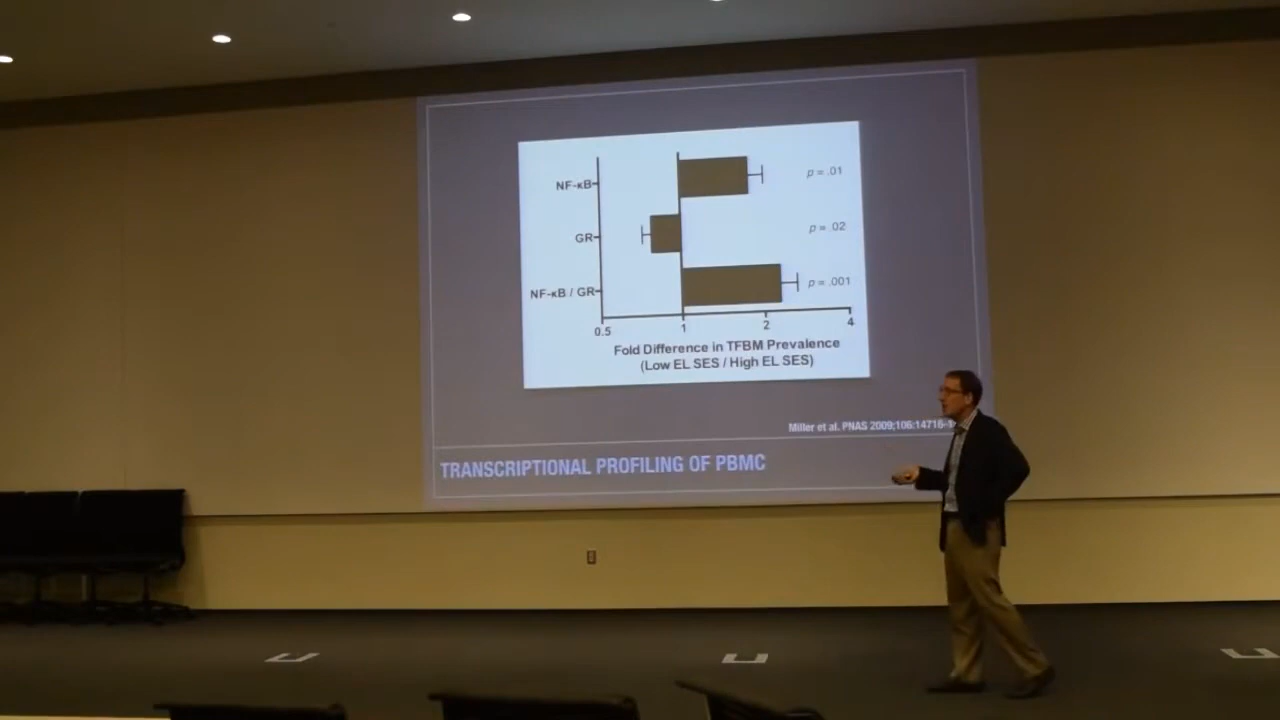 NF-κB
p = .01
GR
p = .02
NF-κB / GR
p = .001
0.5 1 2 4
Fold Difference in TFBM Prevalence
(Low EL SES / High EL SES)
Miller et al. PNAS 2009;106:14716-
TRANSCRIPTIONAL PROFILING OF PBMC